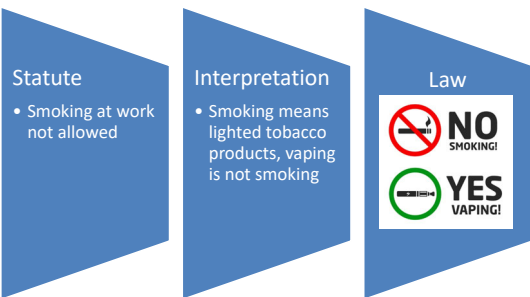 Statute
• Smoking at work
not allowed
Interpretation
• Smoking means
lighted tobacco
products, vaping
is not smoking
Law
NO
SMOKING!
YES
VAPING!